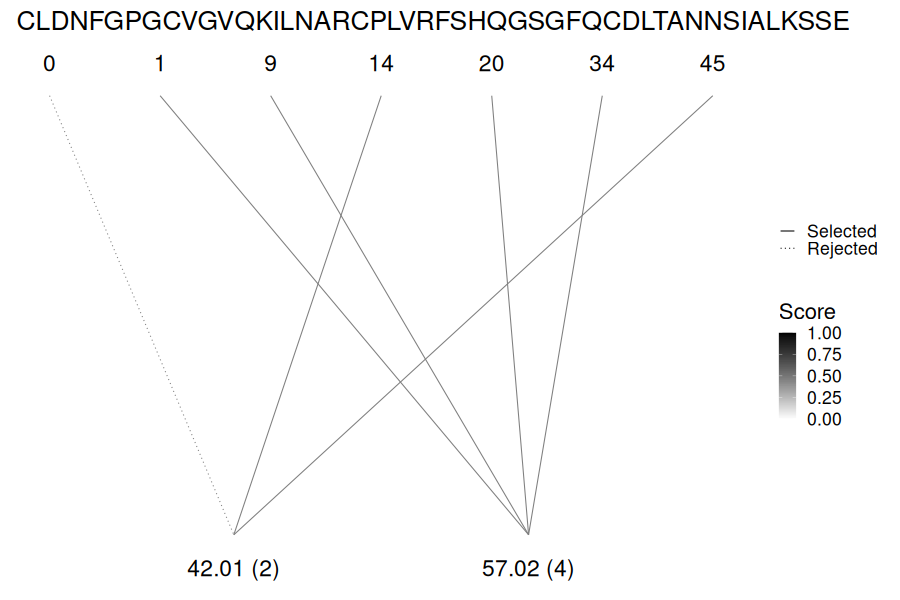 CLDNFGPGCVGVQKILNARCPLVRFSHQGSGFQCDLTANNSIALKSSE
0 1 9 14 20 34 45
Selected
Rejected
Score
1.00
0.75
0.50
0.25
0.00
42.01 (2) 57.02 (4)